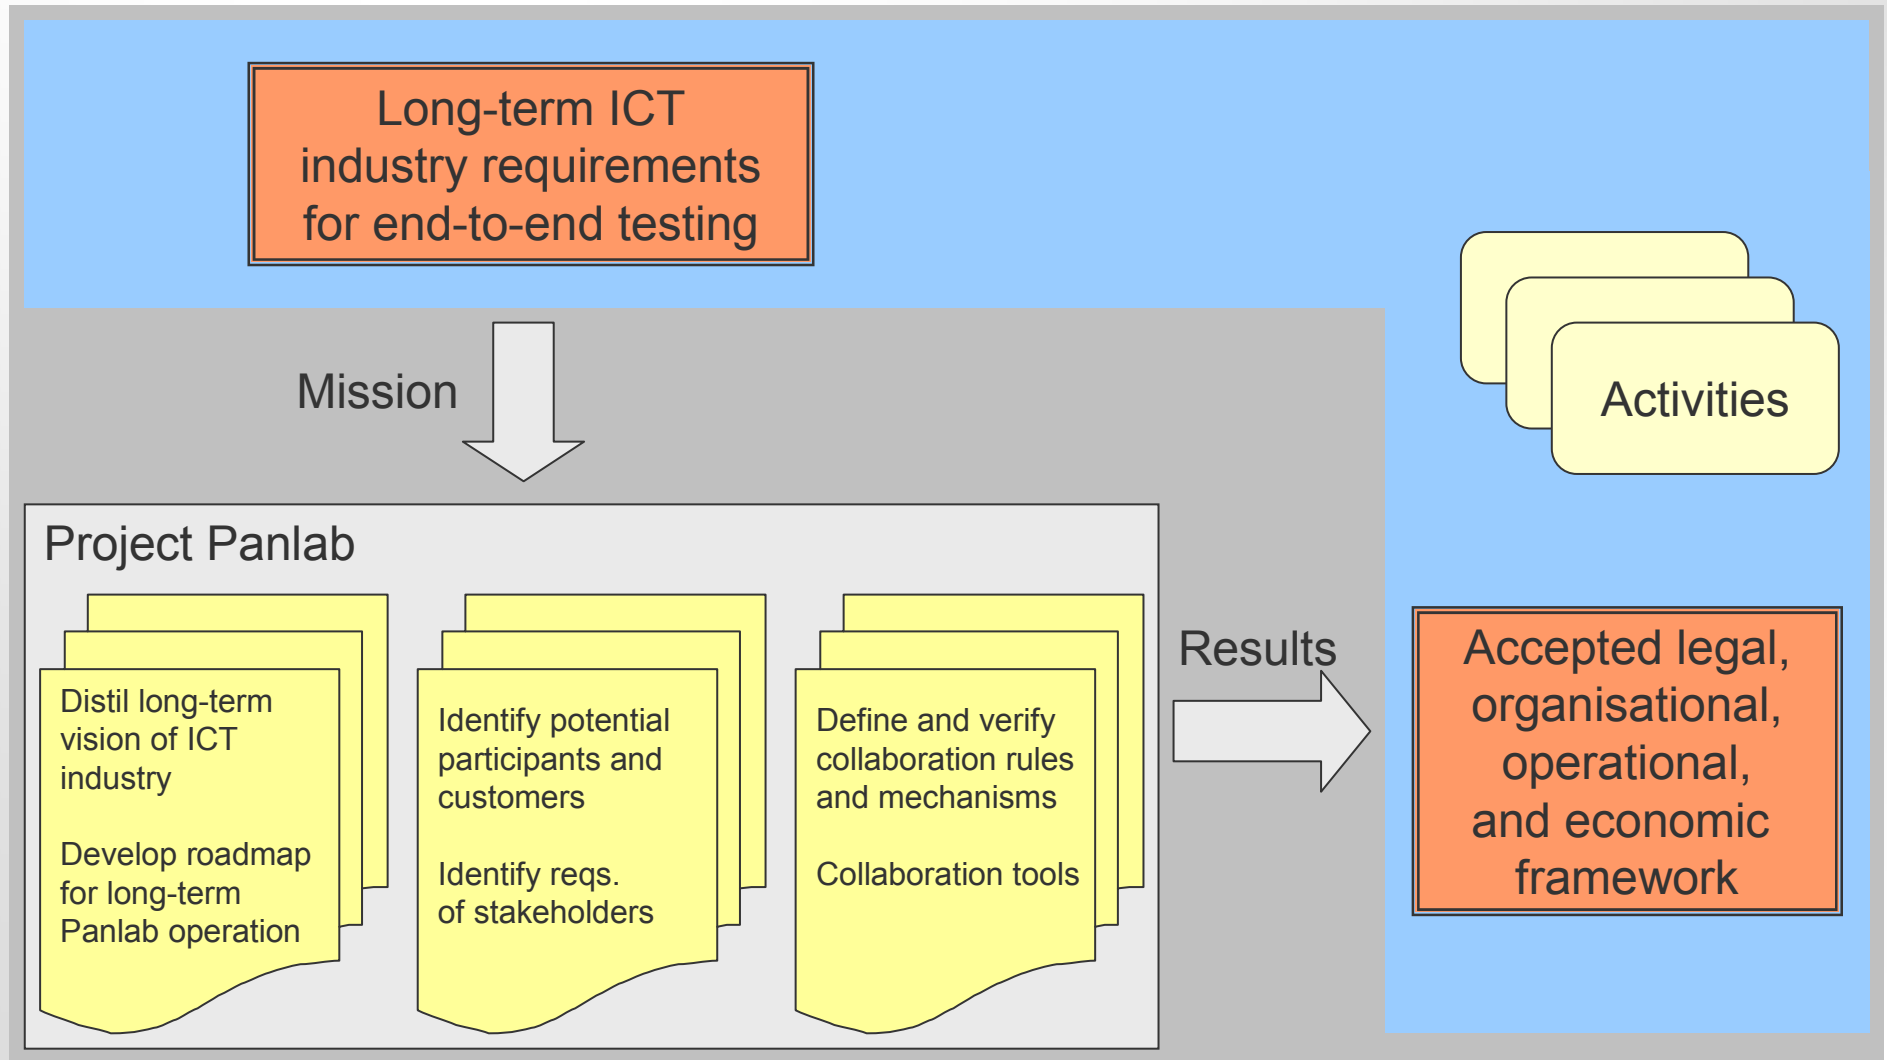 Long-term ICT
industry requirements
for end-to-end testing
Activities
Mission
Project Panlab
Distil long-term
vision of ICT
industry
Develop roadmap
for long-term
Panlab operation
Identify potential
participants and
customers
Identify reqs.
of stakeholders
Define and verify
collaboration rules
and mechanisms
Collaboration tools
Results
Accepted legal,
organisational,
operational,
and economic
framework